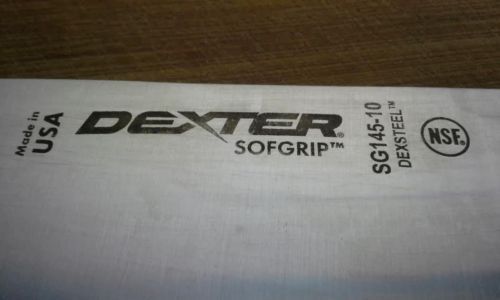 Made in
USA
DEXTER®
SOFGRIP™
SG145-10
DEXSTEEL™
NSF®